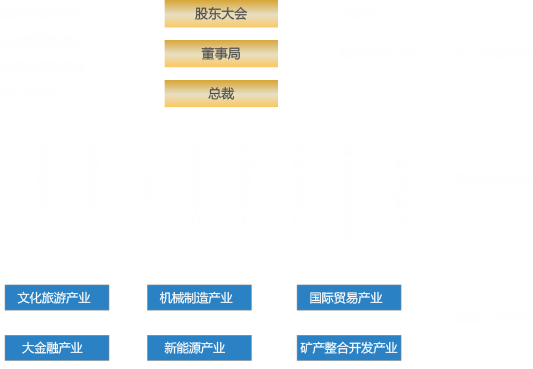 股东大会
董事局
总裁
文化旅游产业
机械制造产业
国际贸易产业
大金融产业
新能源产业
矿产整合开发产业